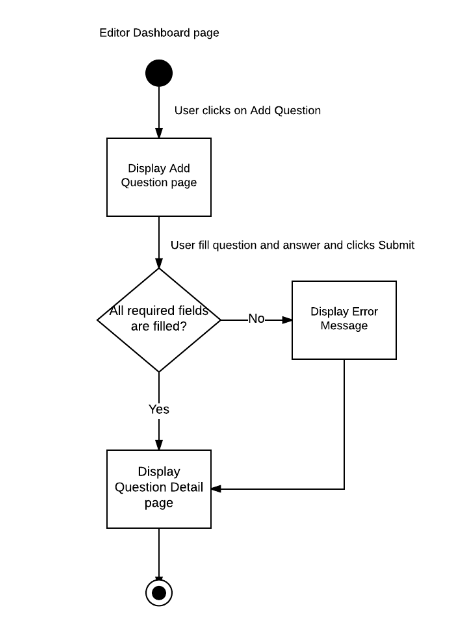 Editor Dashboard page
User clicks on Add Question
Display Add
Question page
User fill question and answer and clicks Submit
All required fields
are filled?
No
Display Error
Message
Yes
Display
Question Detail
page